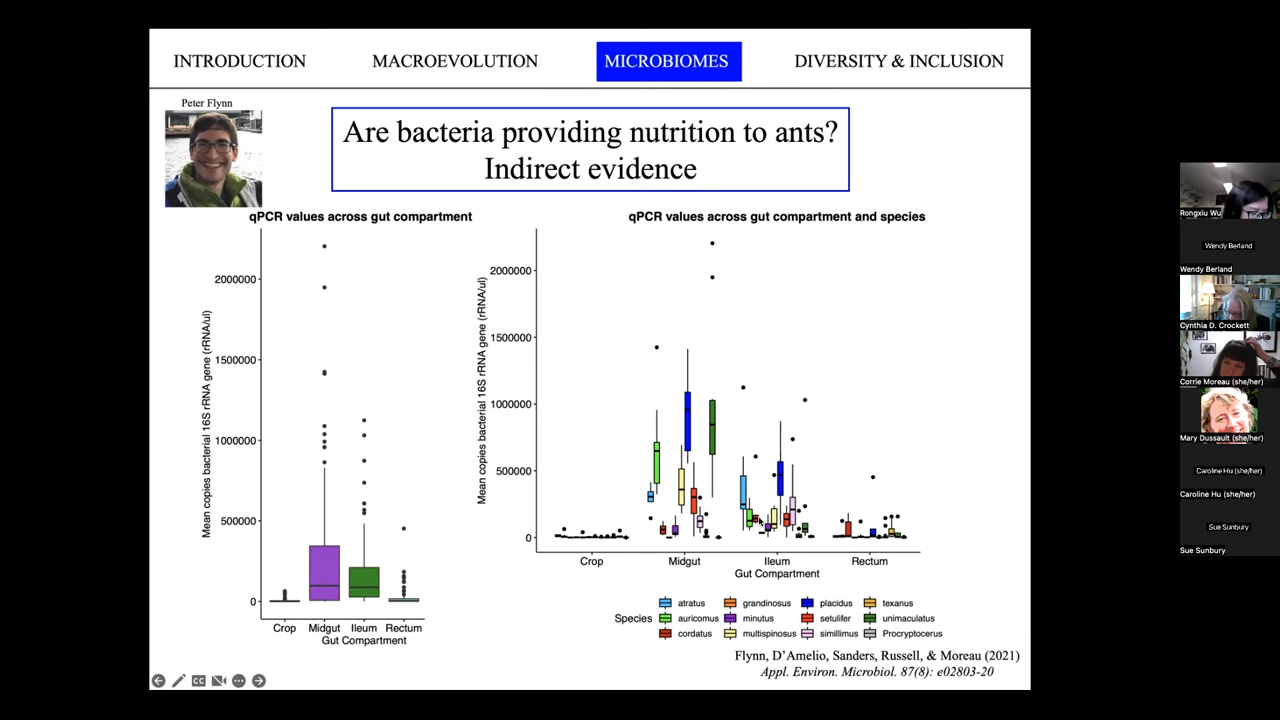 INTRODUCTION
MACROEVOLUTION
MICROBIOMES
DIVERSITY & INCLUSION
Peter Flynn
Are bacteria providing nutrition to ants?
Indirect evidence
qPCR values across gut compartment
Mean copies bacterial 16S rRNA gene (rRNA/ul)
2000000
1500000
1000000
500000
0
Crop
Midgut
Ileum
Rectum
Gut Compartment
qPCR values across gut compartment and species
Mean copies bacterial 16S rRNA gene (rRNA/ul)
2000000
1500000
1000000
500000
0
Crop
Midgut
Ileum
Rectum
Gut Compartment
Species
atratus
grandinosus
placidus
texanus
auricomus
minutus
setulifer
unimaculatus
cordatus
multispinosus
simillimus
Procryptocerus
Flynn, D'Amelio, Sanders, Russell, & Moreau (2021)
Appl. Environ. Microbiol. 87(8): e02803-20
CC
Rongxiu Wu
Wendy Berland
Wendy Berland
Cynthia D. Crockett
Corrie Moreau (she/her)
Mary Dussault (she/her)
Caroline Hu (she/her)
Caroline Hu (she/her)
Sue Sunbury
Sue Sunbury